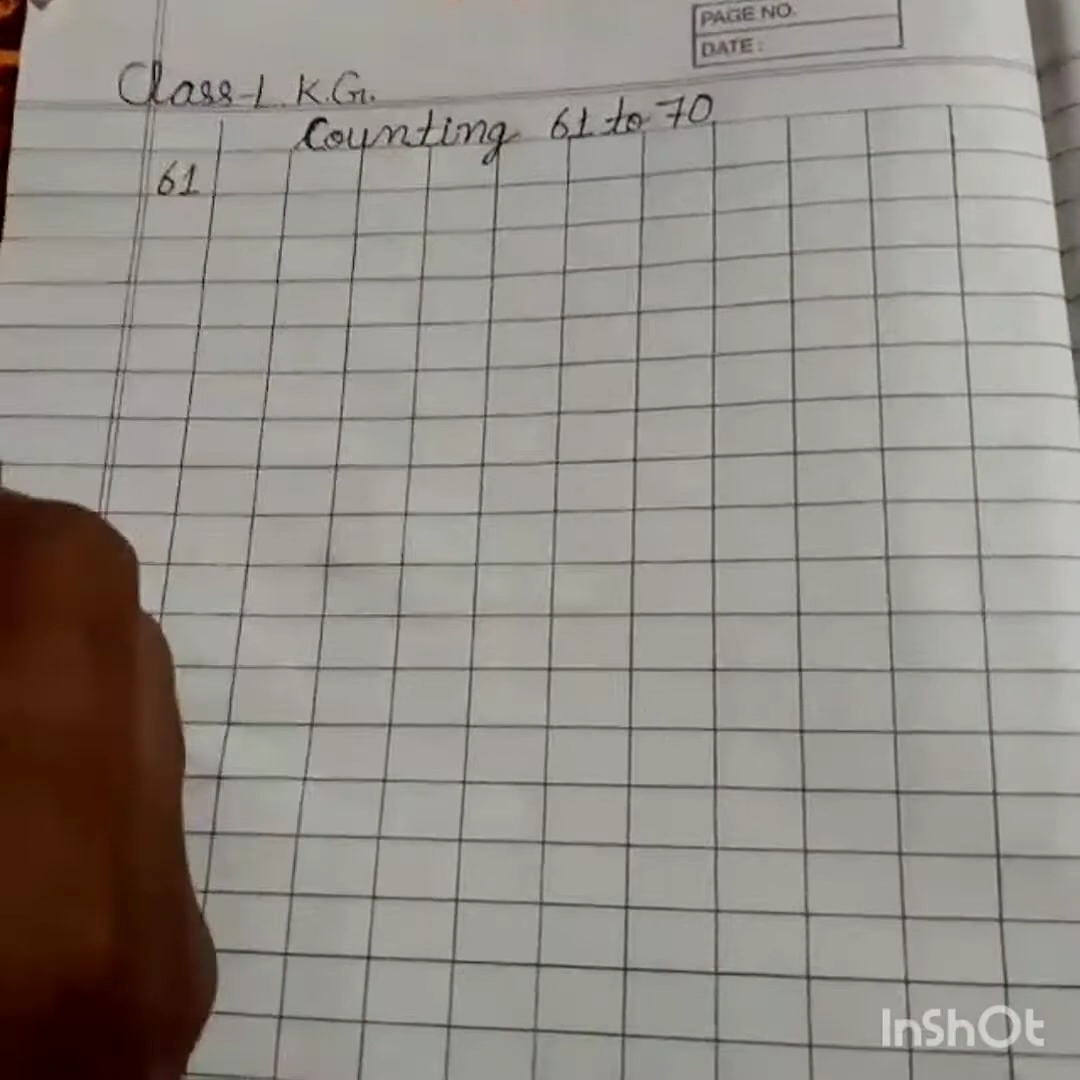 PAGE NO.
DATE :
Class-L.K.G.
Counting 61 to 70
61
InShOt